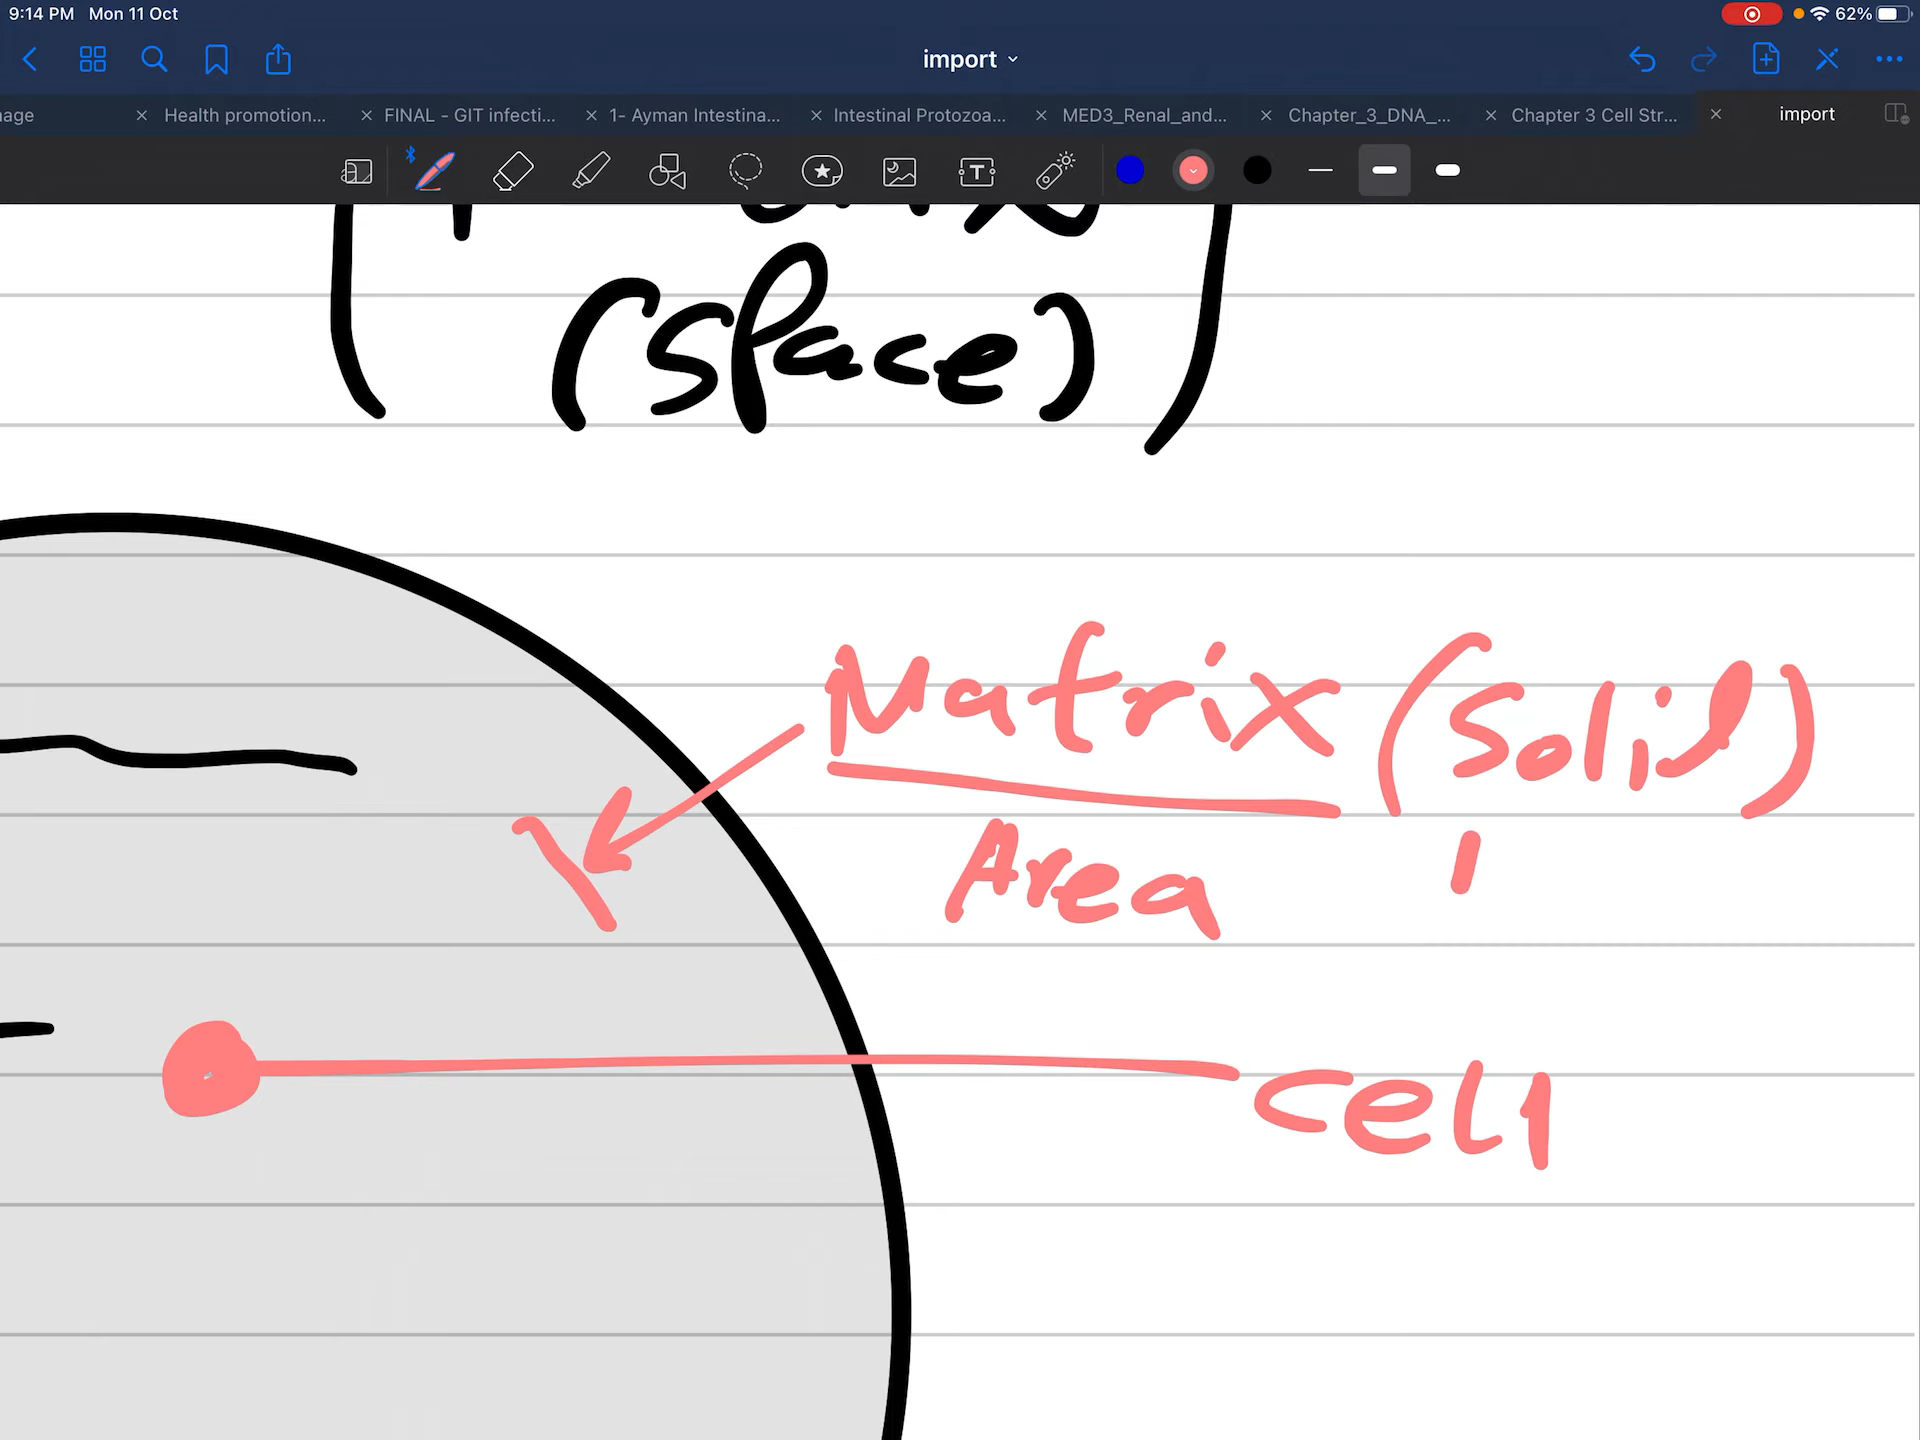 9:14 PM Mon 11 Oct 62%
import
age Health promotion... FINAL - GIT infecti... 1- Ayman Intestina... Intestinal Protozoa... MED3_Renal_and... Chapter_3_DNA_... Chapter 3 Cell Str... import
(space)
Matrix (Solid)
Area
cell